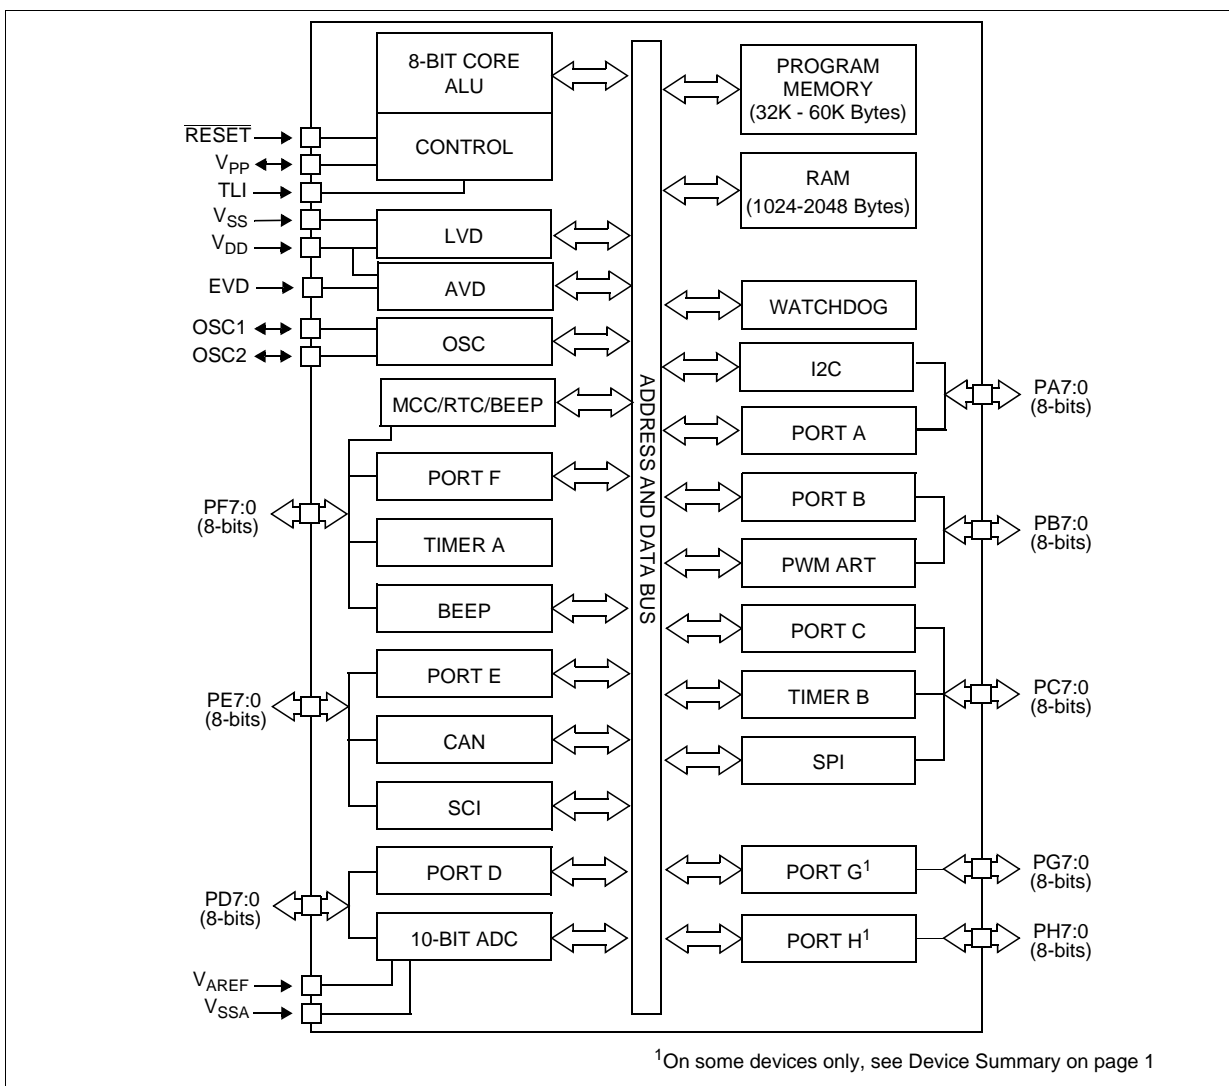 8-BIT CORE
ALU
CONTROL
RESET
VPP
TLI
VSS
VDD
EVD
OSC1
OSC2
LVD
AVD
OSC
MCC/RTC/BEEP
PORT F
TIMER A
BEEP
PF7:0
(8-bits)
PORT E
CAN
SCI
PE7:0
(8-bits)
PORT D
10-BIT ADC
PD7:0
(8-bits)
VAREF
VSSA
ADDRESS AND DATA BUS
PROGRAM
MEMORY
(32K - 60K Bytes)
RAM
(1024-2048 Bytes)
WATCHDOG
I2C
PORT A
PA7:0
(8-bits)
PORT B
PWM ART
PB7:0
(8-bits)
PORT C
TIMER B
SPI
PC7:0
(8-bits)
PORT G1
PG7:0
(8-bits)
PORT H1
PH7:0
(8-bits)
1On some devices only, see Device Summary on page 1